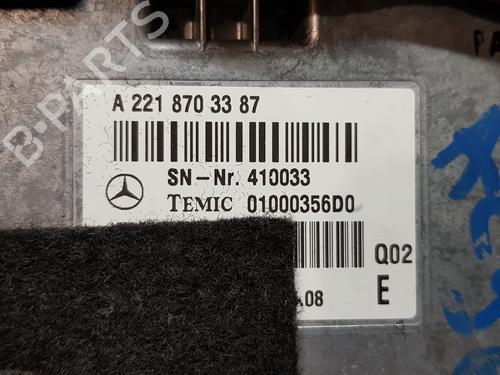 B-PARTS
A 221 870 33 87
SN-Nr. 410033
TEMIC 01000356D0
Q02
08
E